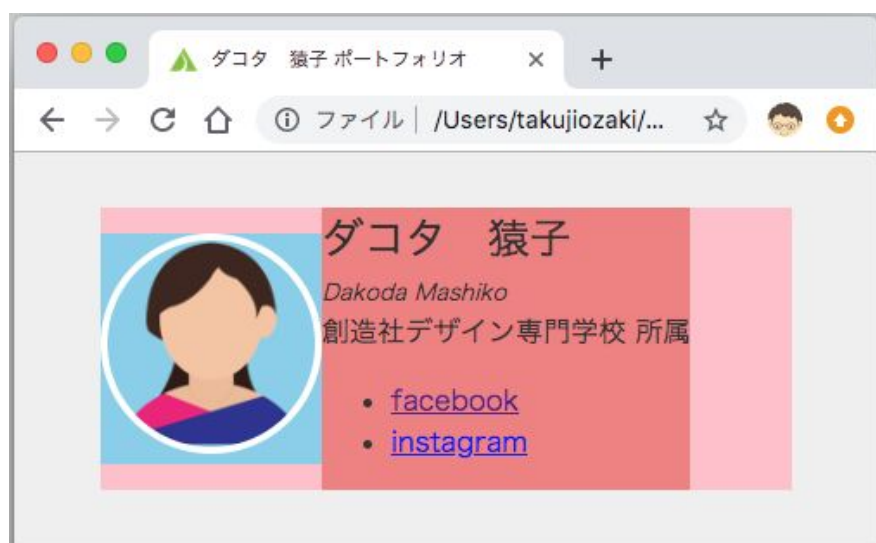 ダコタ　猿子 ポートフォリオ
ファイル | /Users/takujiozaki/...
ダコタ　猿子
Dakoda Mashiko
創造社デザイン専門学校 所属
• facebook
• instagram